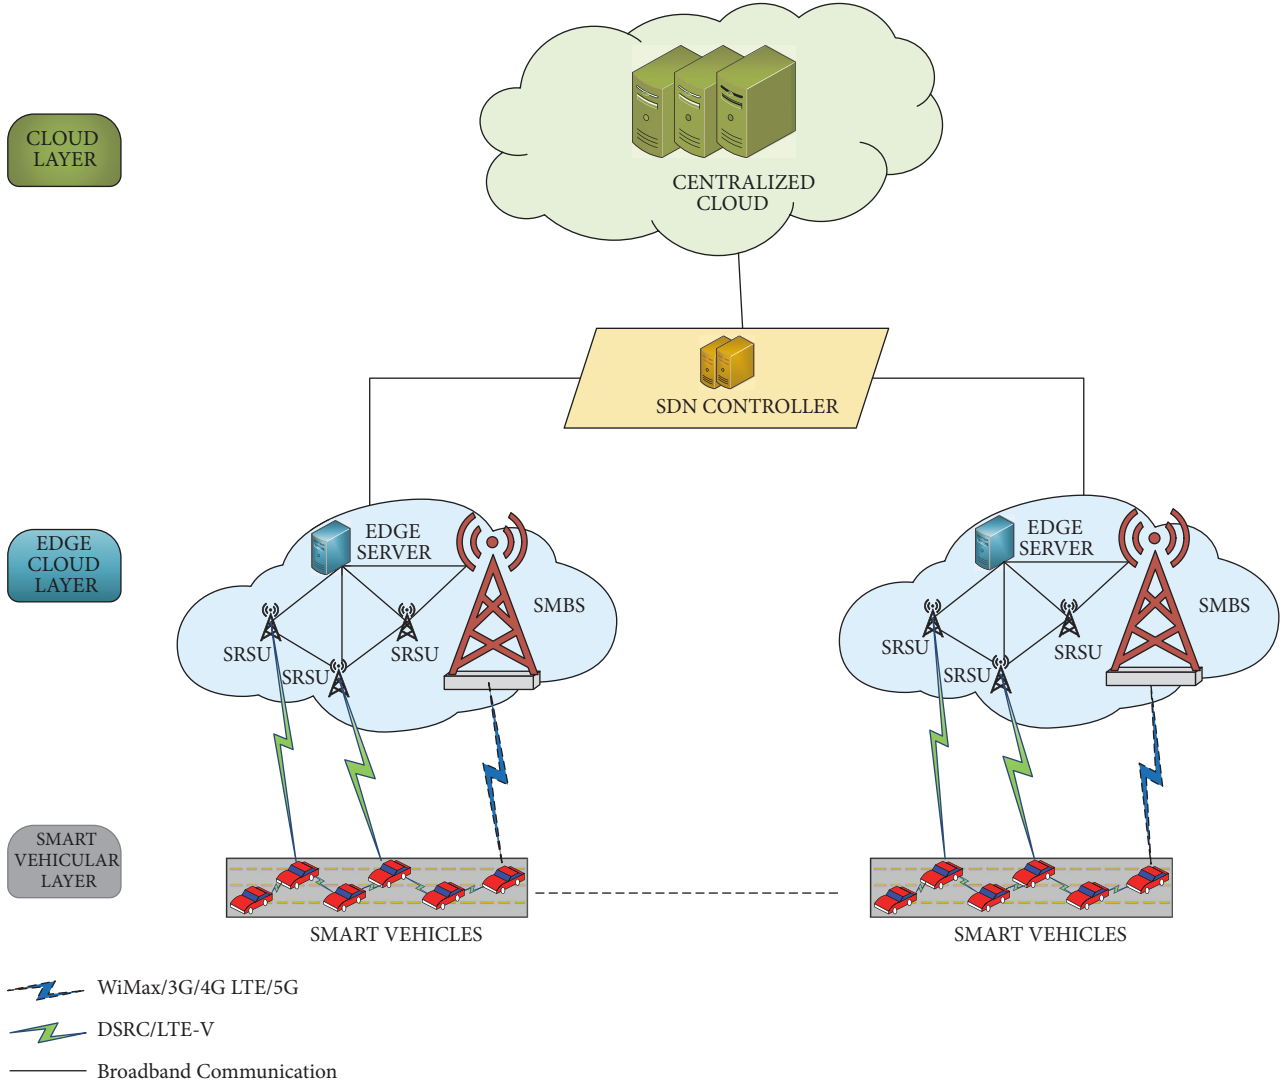 CLOUD
LAYER
CENTRALIZED
CLOUD
SDN CONTROLLER
EDGE
CLOUD
LAYER
EDGE
SERVER
SMBS
SRSU
SRSU
SRSU
EDGE
SERVER
SMBS
SRSU
SRSU
SRSU
SMART
VEHICULAR
LAYER
SMART VEHICLES
SMART VEHICLES
WiMax/3G/4G LTE/5G
DSRC/LTE-V
Broadband Communication